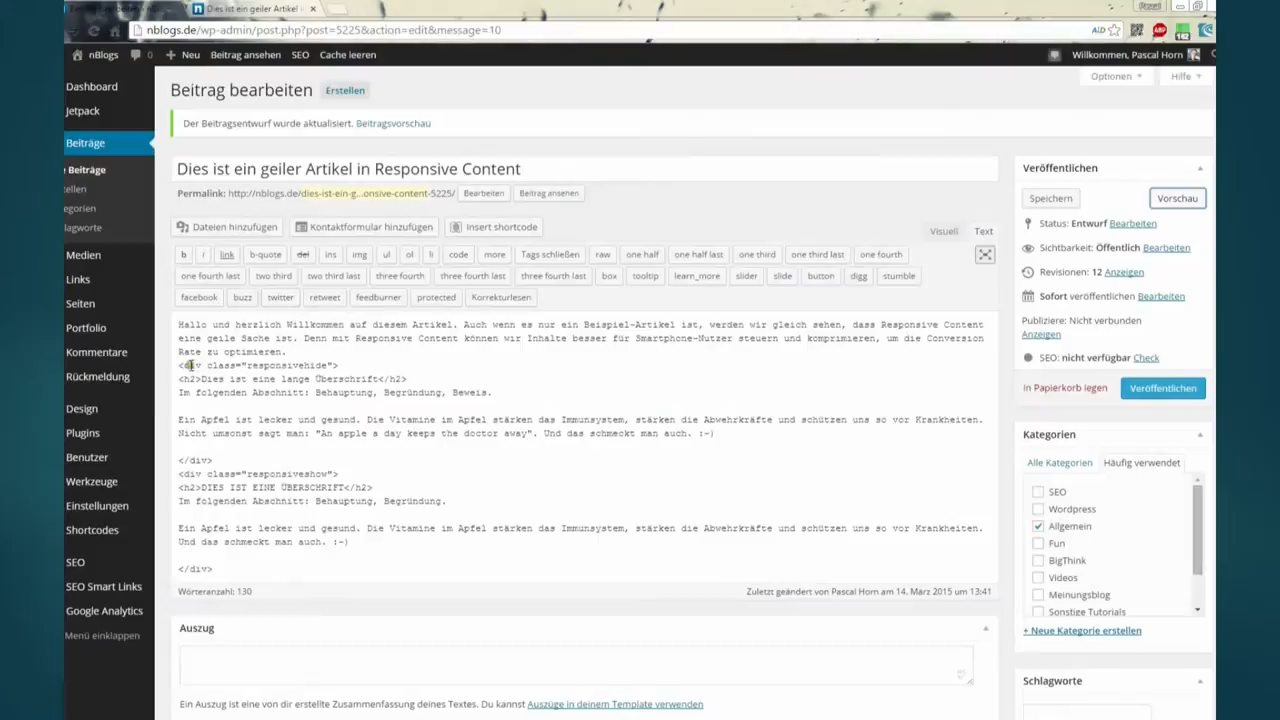 Dies ist ein geiler Artikel i
nblogs.de/wp-admin/post.php?post=5225&action=edit&message=10
nBlogs 0 + Neu Beitrag ansehen SEO Cache leeren Willkommen, Pascal Horn
Optionen Hilfe
Dashboard
Jetpack
Beiträge
e Beiträge
tellen
egorien
lagworte
Medien
Links
Seiten
Portfolio
Kommentare
Rückmeldung
Design
Plugins
Benutzer
Werkzeuge
Einstellungen
Shortcodes
SEO
SEO Smart Links
Google Analytics
Menü einklappen
Beitrag bearbeiten Erstellen
Der Beitragsentwurf wurde aktualisiert. Beitragsvorschau
Dies ist ein geiler Artikel in Responsive Content
Permalink: http://nblogs.de/dies-ist-ein-g...onsive-content-5225/ Bearbeiten Beitrag ansehen
Dateien hinzufügen Kontaktformular hinzufügen Insert shortcode
Visuell Text
b i link b-quote del ins img ul ol li code more Tags schließen raw one half one half last one third one third last one fourth
one fourth last two third two third last three fourth three fourth last three fourth last box tooltip learn_more slider slide button digg stumble
facebook buzz twitter retweet feedburner protected Korrekturlesen
Hallo und herzlich Willkommen auf diesem Artikel. Auch wenn es nur ein Beispiel-Artikel ist, werden wir gleich sehen, dass Responsive Content
eine geile Sache ist. Denn mit Responsive Content können wir Inhalte besser für Smartphone-Nutzer steuern und komprimieren, um die Conversion
Rate zu optimieren.
<div class="responsivehide">
<h2>Dies ist eine lange Überschrift</h2>
Im folgenden Abschnitt: Behauptung, Begründung, Beweis.
Ein Apfel ist lecker und gesund. Die Vitamine im Apfel stärken das Immunsystem, stärken die Abwehrkräfte und schützen uns so vor Krankheiten.
Nicht umsonst sagt man: "An apple a day keeps the doctor away". Und das schmeckt man auch. :-)
</div>
<div class="responsiveshow">
<h2>DIES IST EINE ÜBERSCHRIFT</h2>
Im folgenden Abschnitt: Behauptung, Begründung.
Ein Apfel ist lecker und gesund. Die Vitamine im Apfel stärken das Immunsystem, stärken die Abwehrkräfte und schützen uns so vor Krankheiten.
Und das schmeckt man auch. :-)
</div>
Wörteranzahl: 130 Zuletzt geändert von Pascal Horn am 14. März 2015 um 13:41
Auszug
Ein Auszug ist eine von dir erstellte Zusammenfassung deines Textes. Du kannst Auszüge in deinem Template verwenden
Veröffentlichen
Speichern Vorschau
Status: Entwurf Bearbeiten
Sichtbarkeit: Öffentlich Bearbeiten
Revisionen: 12 Anzeigen
Sofort veröffentlichen Bearbeiten
Publiziere: Nicht verbunden
Anzeigen
SEO: nicht verfügbar Check
In Papierkorb legen Veröffentlichen
Kategorien
Alle Kategorien Häufig verwendet
SEO
Wordpress
Allgemein
Fun
BigThink
Videos
Meinungsblog
Sonstige Tutorials
+ Neue Kategorie erstellen
Schlagworte